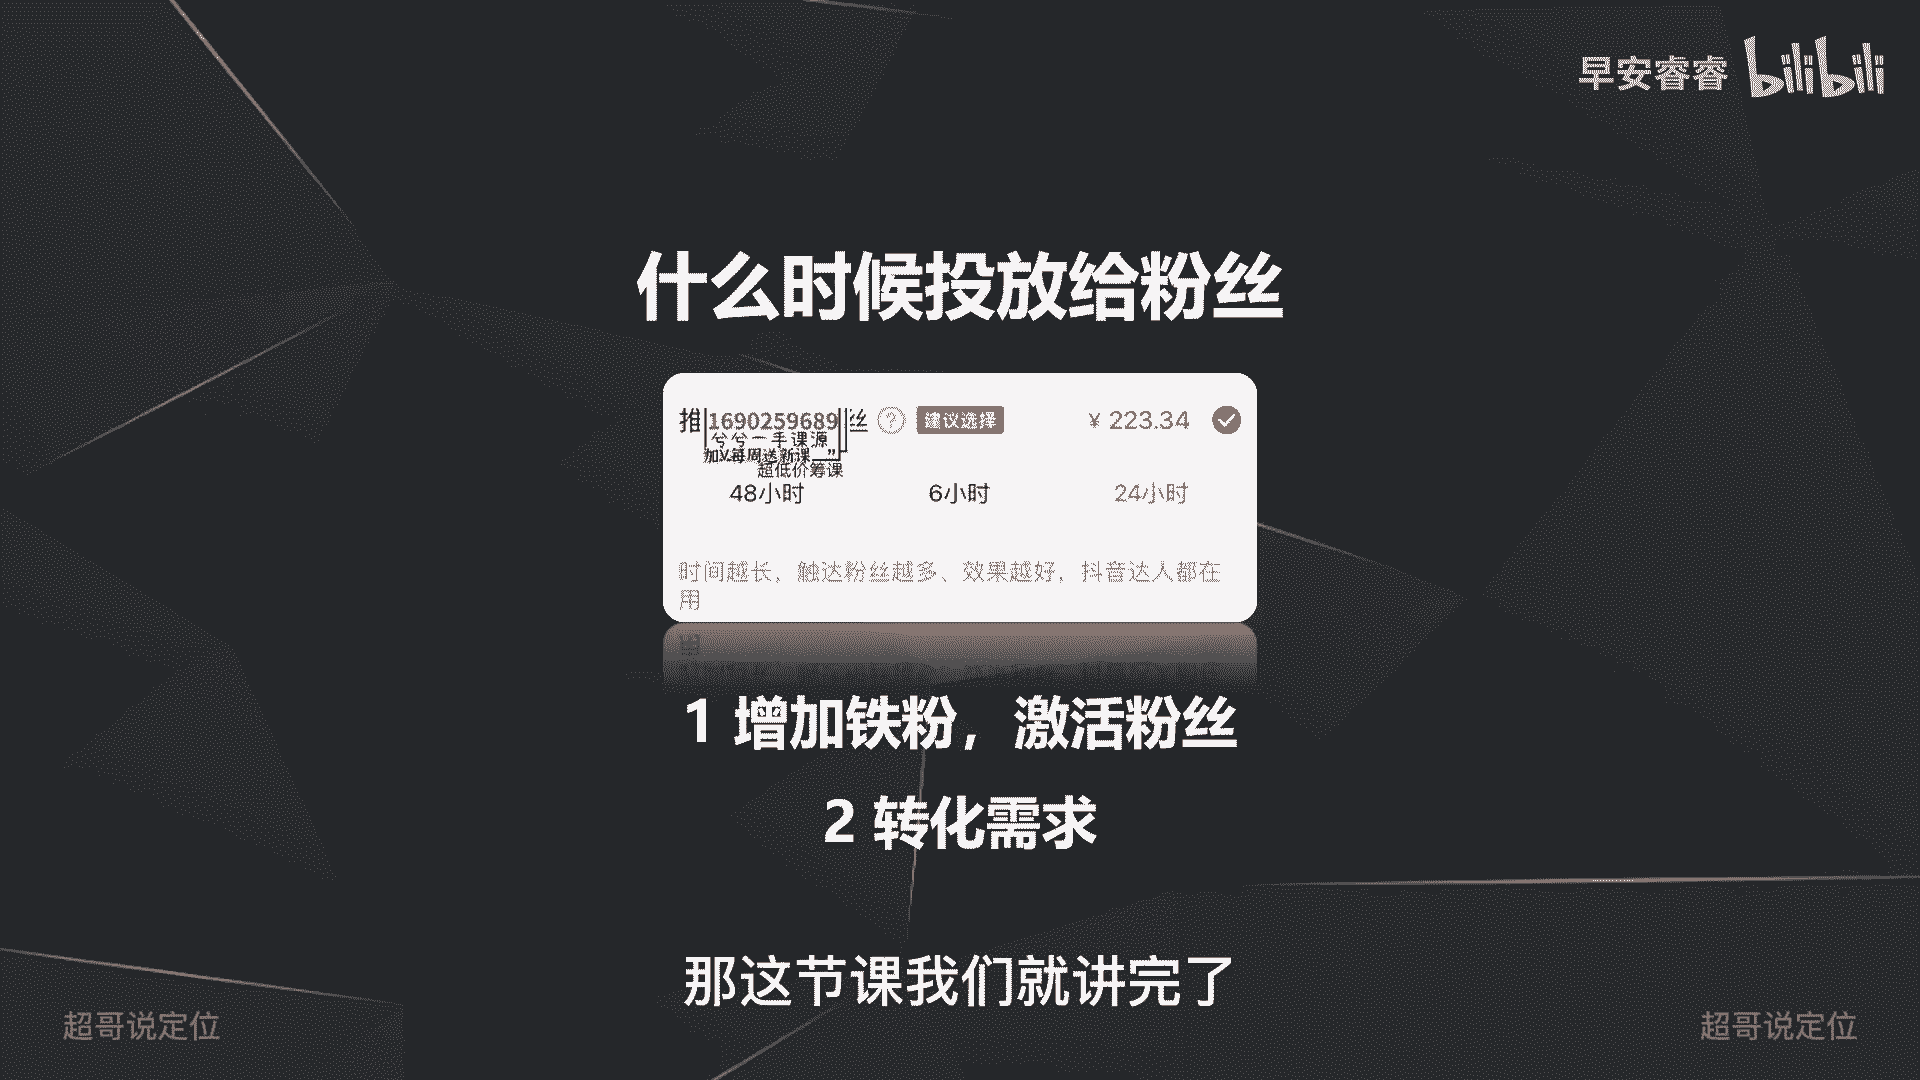 早安睿睿 bilibili
什么时候投放给粉丝
推 1690259689 丝 ? 建议选择 ¥ 223.34
兮兮一手课源
加V每周送新课
超低价筹课
48小时 6小时 24小时
时间越长，触达粉丝越多、效果越好，抖音达人都在
用
1 增加铁粉，激活粉丝
2 转化需求
那这节课我们就讲完了
超哥说定位 超哥说定位